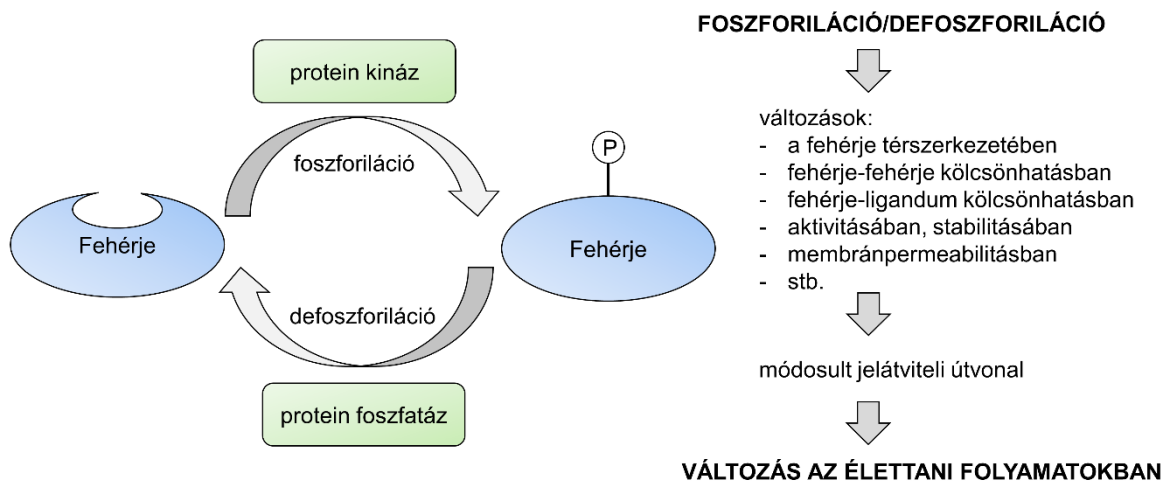 protein kináz
foszforiláció
Fehérje
P
Fehérje
defoszforiláció
protein foszfatáz
FOSZFORILÁCIÓ/DEFOSZFORILÁCIÓ
változások:
- a fehérje térszerkezetében
- fehérje-fehérje kölcsönhatásban
- fehérje-ligandum kölcsönhatásban
- aktivitásában, stabilitásában
- membránpermeabilitásban
- stb.
módosult jelátviteli útvonal
VÁLTOZÁS AZ ÉLETTANI FOLYAMATOKBAN